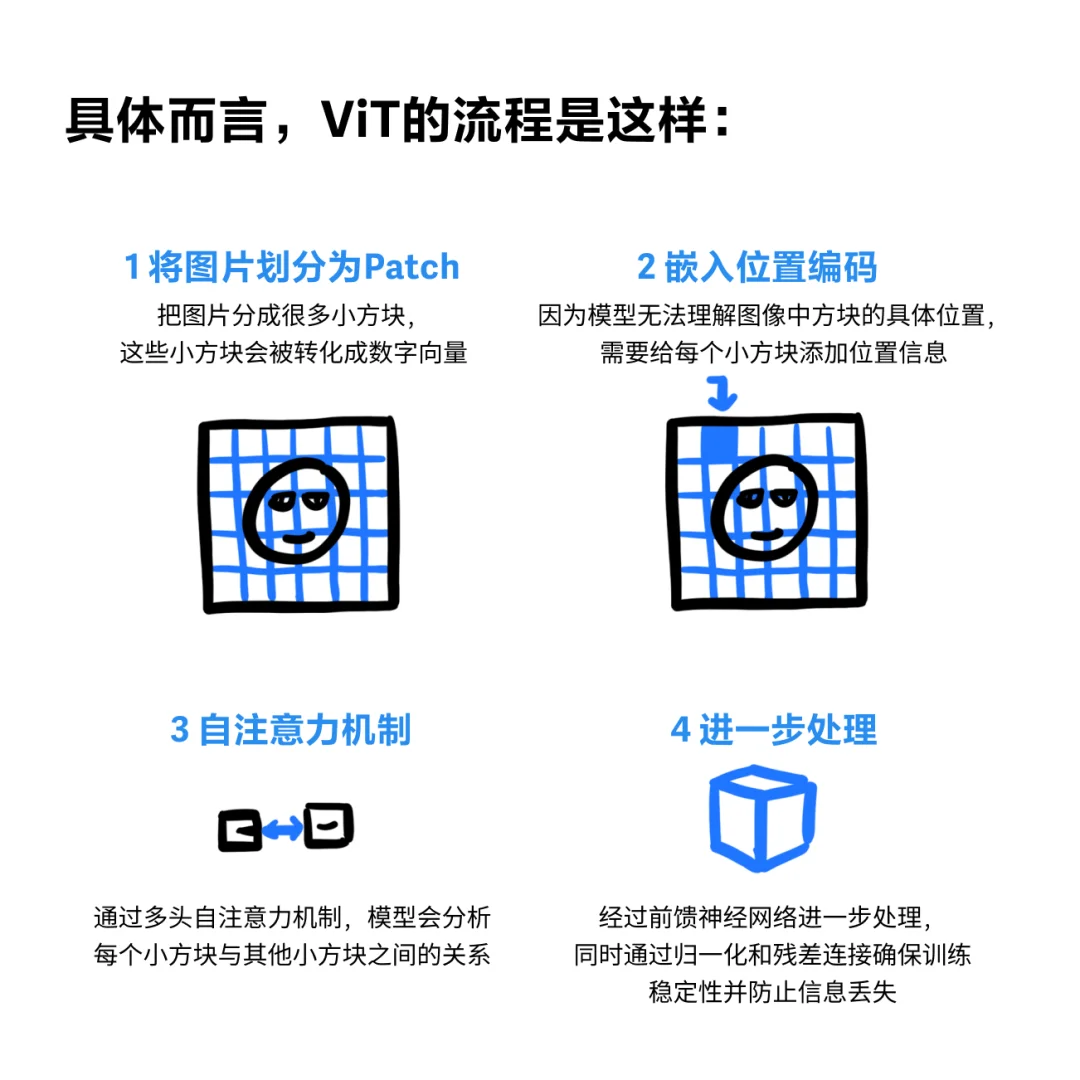 具体而言，ViT的流程是这样：
1 将图片划分为Patch
把图片分成很多小方块，
这些小方块会被转化成数字向量
2 嵌入位置编码
因为模型无法理解图像中方块的具体位置，
需要给每个小方块添加位置信息
3 自注意力机制
通过多头自注意力机制，模型会分析
每个小方块与其他小方块之间的关系
4 进一步处理
经过前馈神经网络进一步处理，
同时通过归一化和残差连接确保训练
稳定性并防止信息丢失